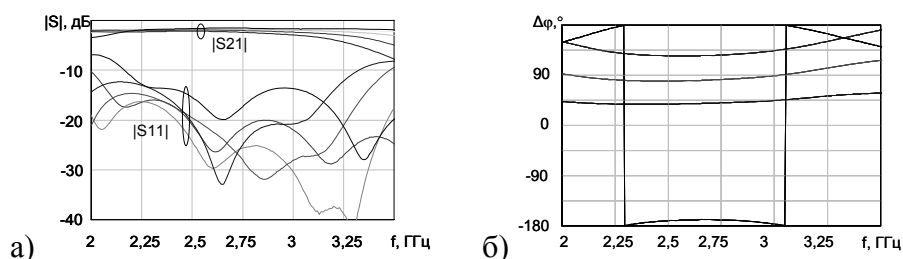 |S|, дБ
|S21|
-10
-20
|S11|
-30
-40
2 2,25 2,5 2,75 3 3,25 f, ГГц
а)
Δφ,°
90
0
-90
-180
2 2,25 2,5 2,75 3 3,25 f, ГГц
б)